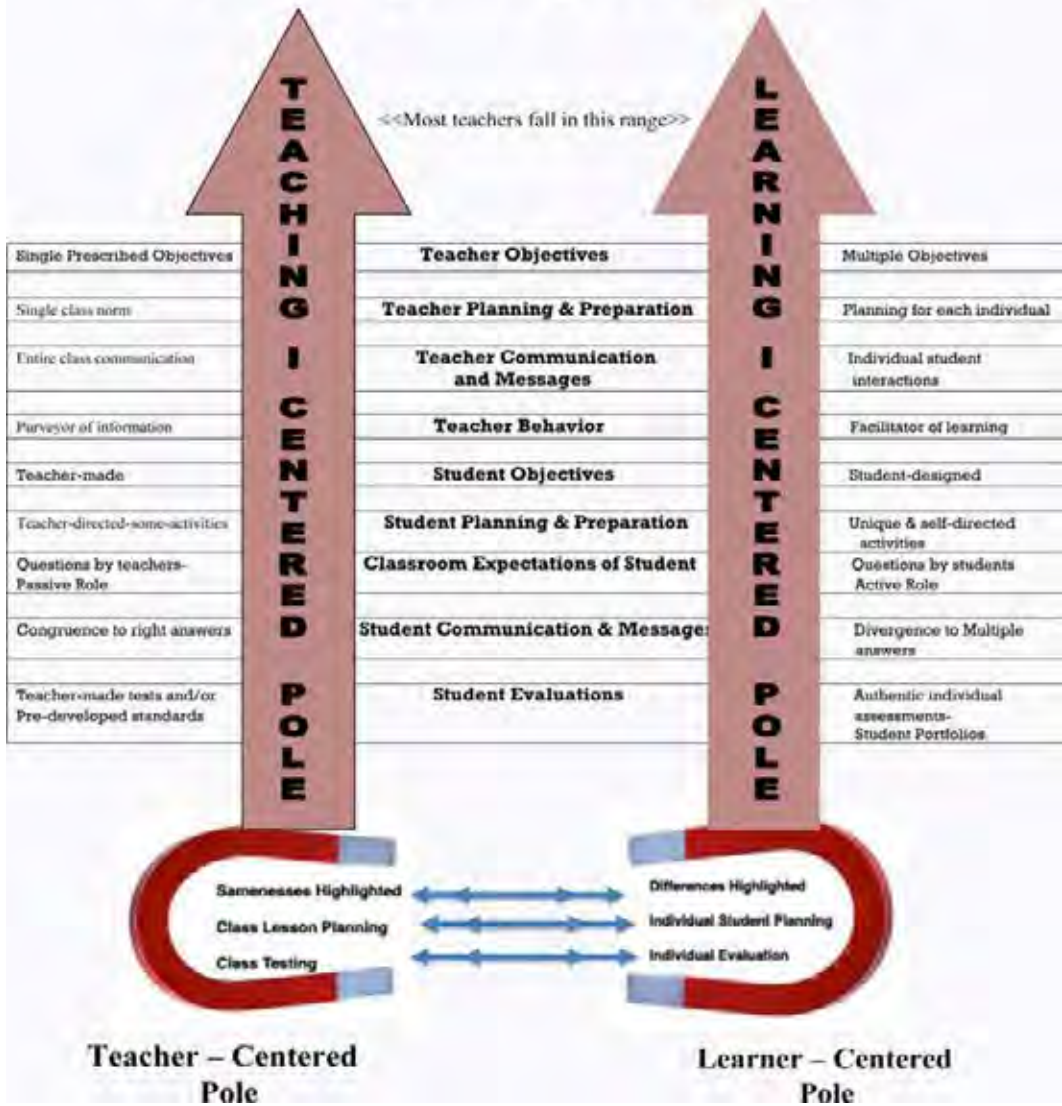 TEACHING I CENTERED POLE
LEARNING I CENTERED POLE
<<Most teachers fall in this range>>
Single Prescribed Objectives
Teacher Objectives
Multiple Objectives
Single class norm
Teacher Planning & Preparation
Planning for each individual
Entire class communication
Teacher Communication
and Messages
Individual student
interactions
Purveyor of information
Teacher Behavior
Facilitator of learning
Teacher-made
Student Objectives
Student-designed
Teacher-directed-some-activities
Student Planning & Preparation
Unique & self-directed
activities
Questions by teachers-
Passive Role
Classroom Expectations of Student
Questions by students
Active Role
Congruence to right answers
Student Communication & Messages
Divergence to Multiple
answers
Teacher-made tests and/or
Pre-developed standards
Student Evaluations
Authentic individual
assessments-
Student Portfolios
Samenesses Highlighted
Differences Highlighted
Class Lesson Planning
Individual Student Planning
Class Testing
Individual Evaluation
Teacher – Centered
Pole
Learner – Centered
Pole